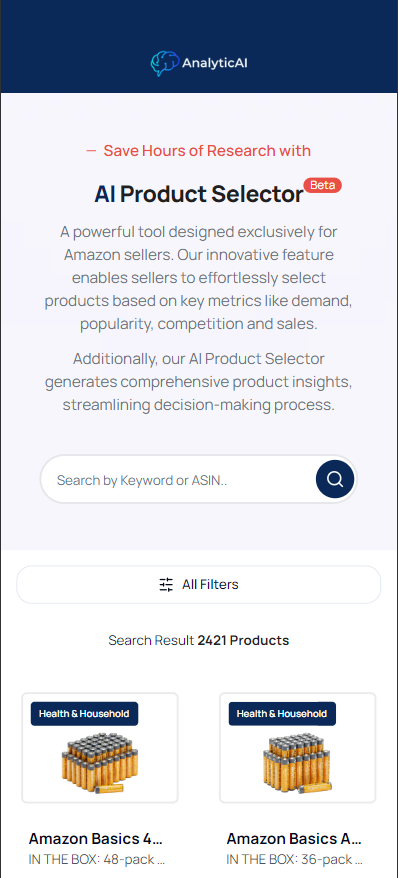 AnalyticAI
— Save Hours of Research with
AI Product Selector Beta
A powerful tool designed exclusively for
Amazon sellers. Our innovative feature
enables sellers to effortlessly select
products based on key metrics like demand,
popularity, competition and sales.
Additionally, our AI Product Selector
generates comprehensive product insights,
streamlining decision-making process.
Search by Keyword or ASIN..
All Filters
Search Result 2421 Products
Health & Household
Amazon Basics 4...
IN THE BOX: 48-pack ...
Health & Household
Amazon Basics A...
IN THE BOX: 36-pack ...